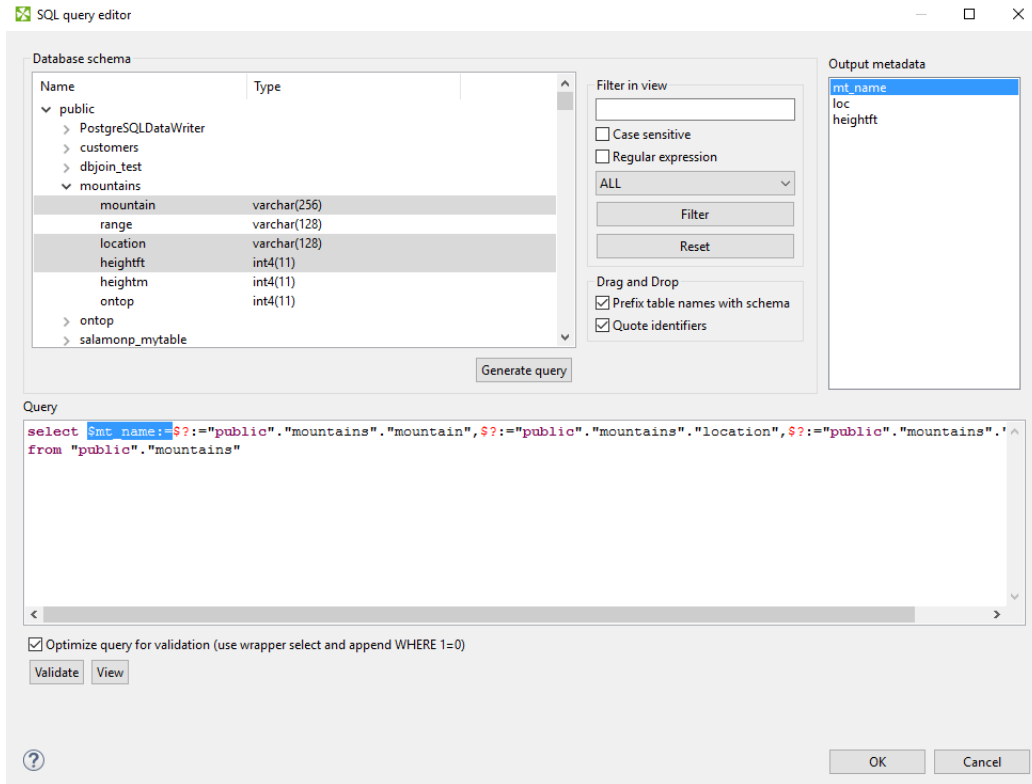 SQL query editor
Database schema
Name Type
public
PostgreSQLDataWriter
customers
dbjoin_test
mountains
mountain varchar(256)
range varchar(128)
location varchar(128)
heightft int4(11)
heightm int4(11)
ontop int4(11)
ontop
salamonp_mytable
Generate query
Filter in view
Case sensitive
Regular expression
ALL
Filter
Reset
Drag and Drop
Prefix table names with schema
Quote identifiers
Output metadata
mt_name
loc
heightft
Query
select $mt_name:=$?:="public"."mountains"."mountain",$?:="public"."mountains"."location",$?:="public"."mountains"."
from "public"."mountains"
Optimize query for validation (use wrapper select and append WHERE 1=0)
Validate View
?
OK Cancel